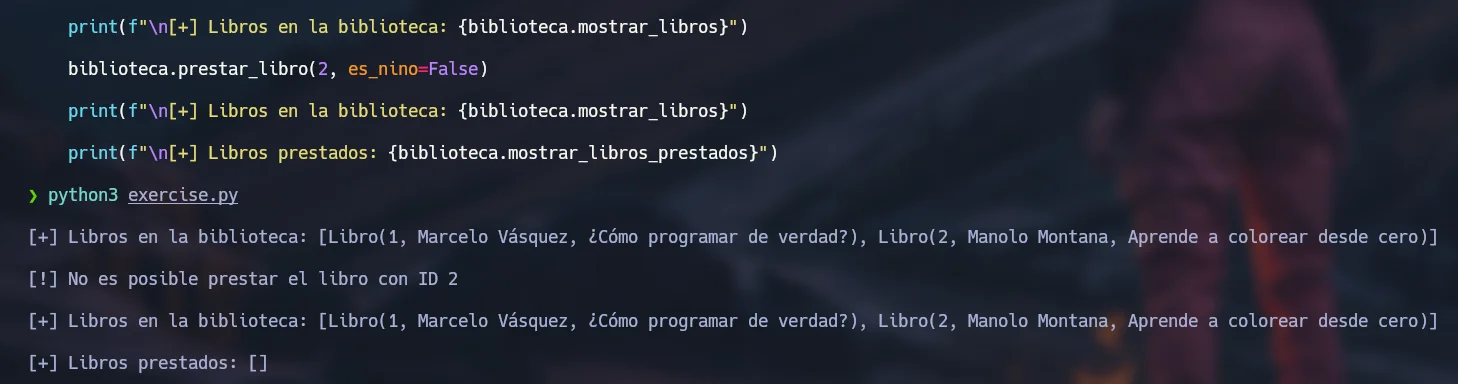 print(f"\n[+] Libros en la biblioteca: {biblioteca.mostrar_libros}")
biblioteca.prestar_libro(2, es_nino=False)
print(f"\n[+] Libros en la biblioteca: {biblioteca.mostrar_libros}")
print(f"\n[+] Libros prestados: {biblioteca.mostrar_libros_prestados}")
❯ python3 exercise.py
[+] Libros en la biblioteca: [Libro(1, Marcelo Vásquez, ¿Cómo programar de verdad?), Libro(2, Manolo Montana, Aprende a colorear desde cero)]
[!] No es posible prestar el libro con ID 2
[+] Libros en la biblioteca: [Libro(1, Marcelo Vásquez, ¿Cómo programar de verdad?), Libro(2, Manolo Montana, Aprende a colorear desde cero)]
[+] Libros prestados: []